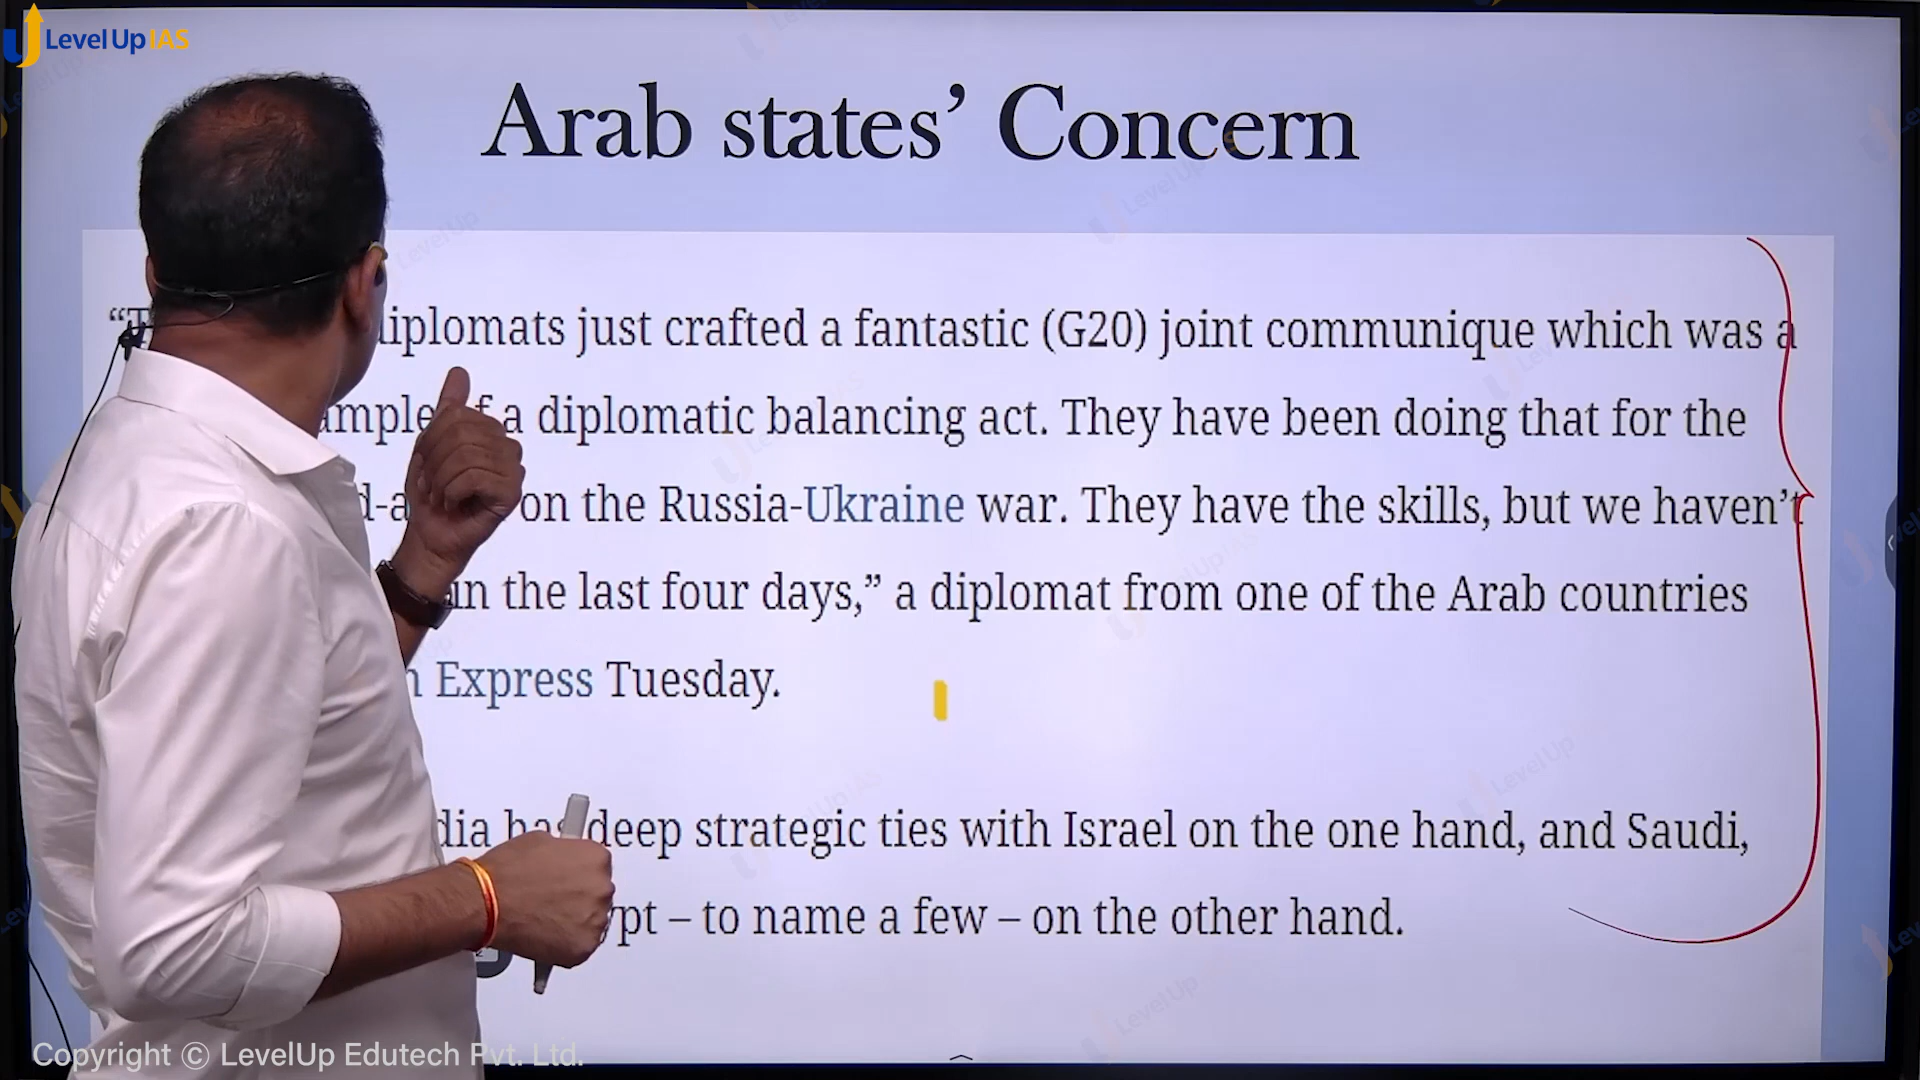 Level Up IAS
Arab states’ Concern
diplomats just crafted a fantastic (G20) joint communique which was a
of a diplomatic balancing act. They have been doing that for the
on the Russia-Ukraine war. They have the skills, but we haven’t
in the last four days,” a diplomat from one of the Arab countries
Express Tuesday.
has deep strategic ties with Israel on the one hand, and Saudi,
– to name a few – on the other hand.
Copyright © LevelUp Edutech Pvt. Ltd.